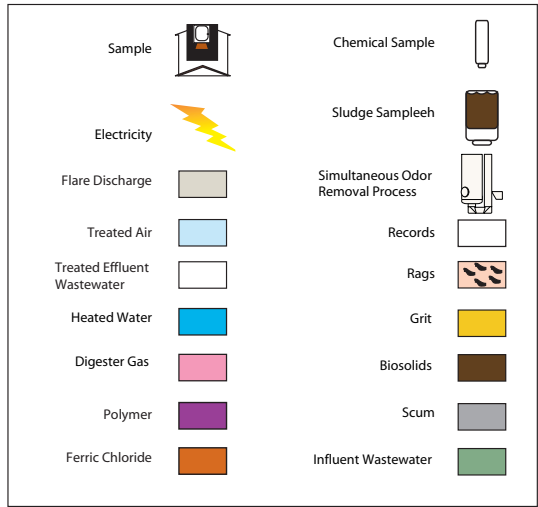 Sample
Electricity
Flare Discharge
Treated Air
Treated Effluent
Wastewater
Heated Water
Digester Gas
Polymer
Ferric Chloride
Chemical Sample
Sludge Sampleeh
Simultaneous Odor
Removal Process
Records
Rags
Grit
Biosolids
Scum
Influent Wastewater